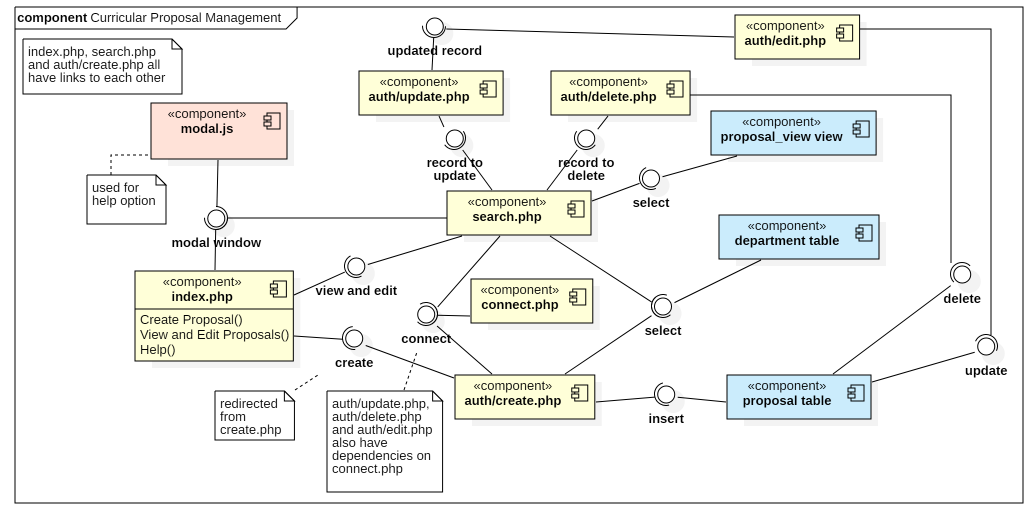 component Curricular Proposal Management
index.php, search.php
and auth/create.php all
have links to each other
updated record
«component»
auth/edit.php
«component»
auth/update.php
«component»
auth/delete.php
«component»
modal.js
«component»
proposal_view view
record to
update
record to
delete
used for
help option
select
«component»
search.php
modal window
«component»
department table
«component»
index.php
Create Proposal()
View and Edit Proposals()
Help()
view and edit
«component»
connect.php
delete
connect
select
create
update
redirected
from
create.php
auth/update.php,
auth/delete.php
and auth/edit.php
also have
dependencies on
connect.php
«component»
auth/create.php
insert
«component»
proposal table